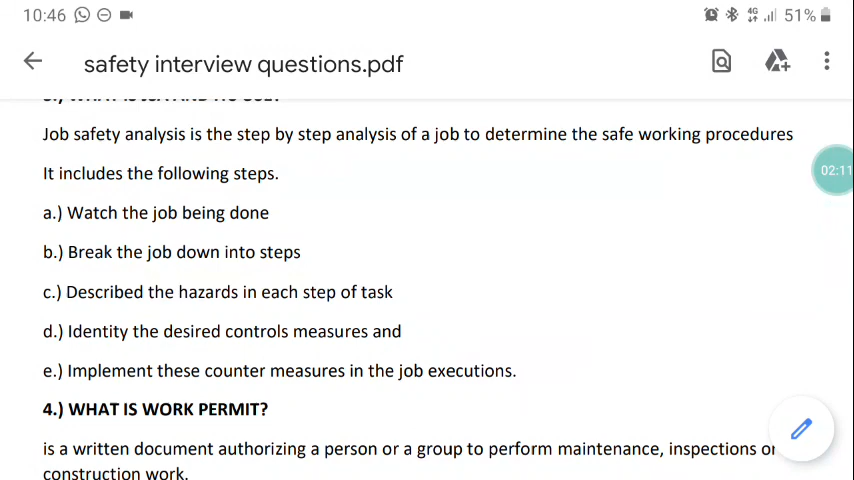 10:46 4G 51%
safety interview questions.pdf
Job safety analysis is the step by step analysis of a job to determine the safe working procedures
02:11
It includes the following steps.
a.) Watch the job being done
b.) Break the job down into steps
c.) Described the hazards in each step of task
d.) Identity the desired controls measures and
e.) Implement these counter measures in the job executions.
4.) WHAT IS WORK PERMIT?
is a written document authorizing a person or a group to perform maintenance, inspections or
construction work.